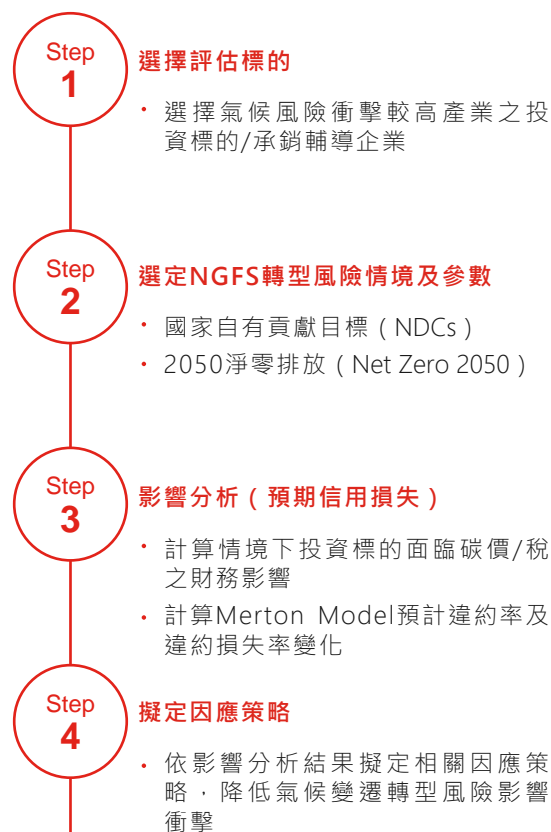 Step
1
選擇評估標的
• 選擇氣候風險衝擊較高產業之投
資標的/承銷輔導企業
Step
2
選定NGFS轉型風險情境及參數
• 國家自有貢獻目標（NDCs）
• 2050淨零排放（Net Zero 2050）
Step
3
影響分析（預期信用損失）
• 計算情境下投資標的面臨碳價/稅
之財務影響
• 計算Merton Model預計違約率及
違約損失率變化
Step
4
擬定因應策略
• 依影響分析結果擬定相關因應策
略，降低氣候變遷轉型風險影響
衝擊